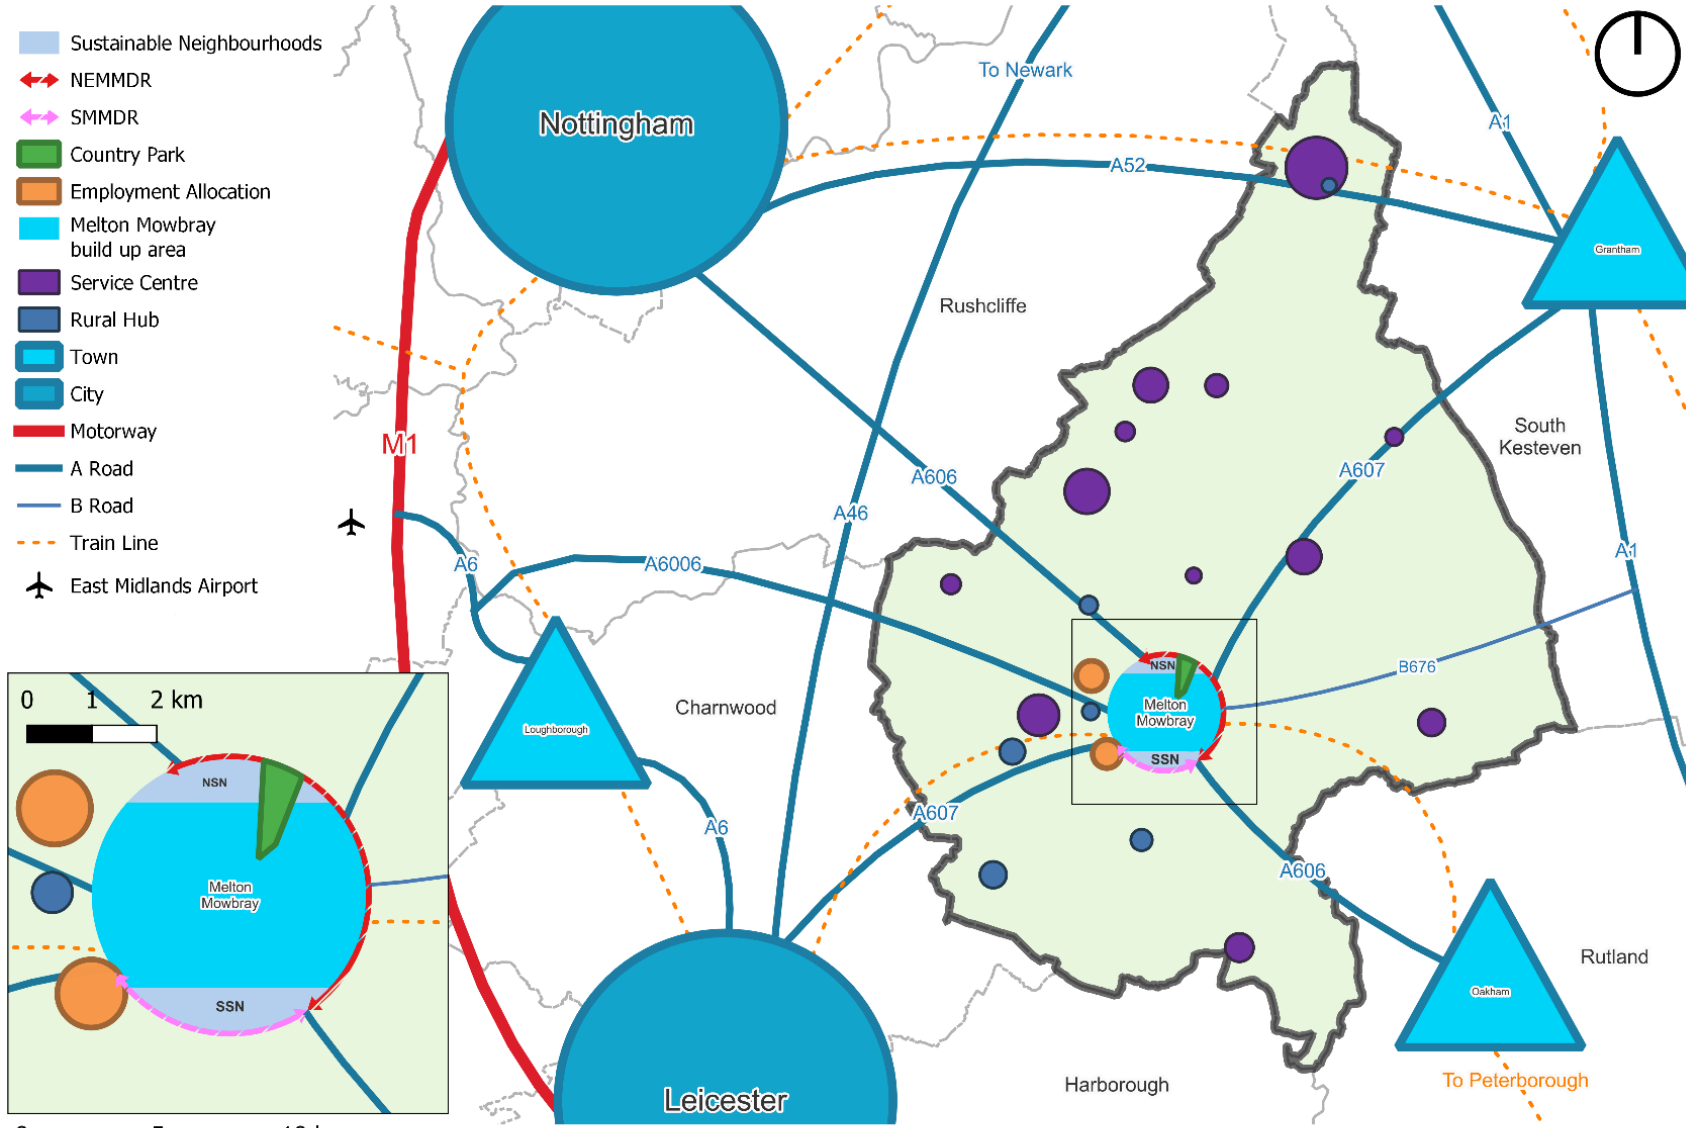 Sustainable Neighbourhoods
NEMMDR
SMMDR
Country Park
Employment Allocation
Melton Mowbray
build up area
Service Centre
Rural Hub
Town
City
Motorway
A Road
B Road
Train Line
East Midlands Airport
Nottingham
To Newark
A1
A52
Grantham
Rushcliffe
M1
A606
A46
A607
South
Kesteven
A6
A6006
A1
B676
NSN
Melton
Mowbray
SSN
Loughborough
Charnwood
A607
A6
A606
Rutland
Oakham
To Peterborough
Harborough
Leicester
0 1 2 km
NSN
Melton
Mowbray
SSN